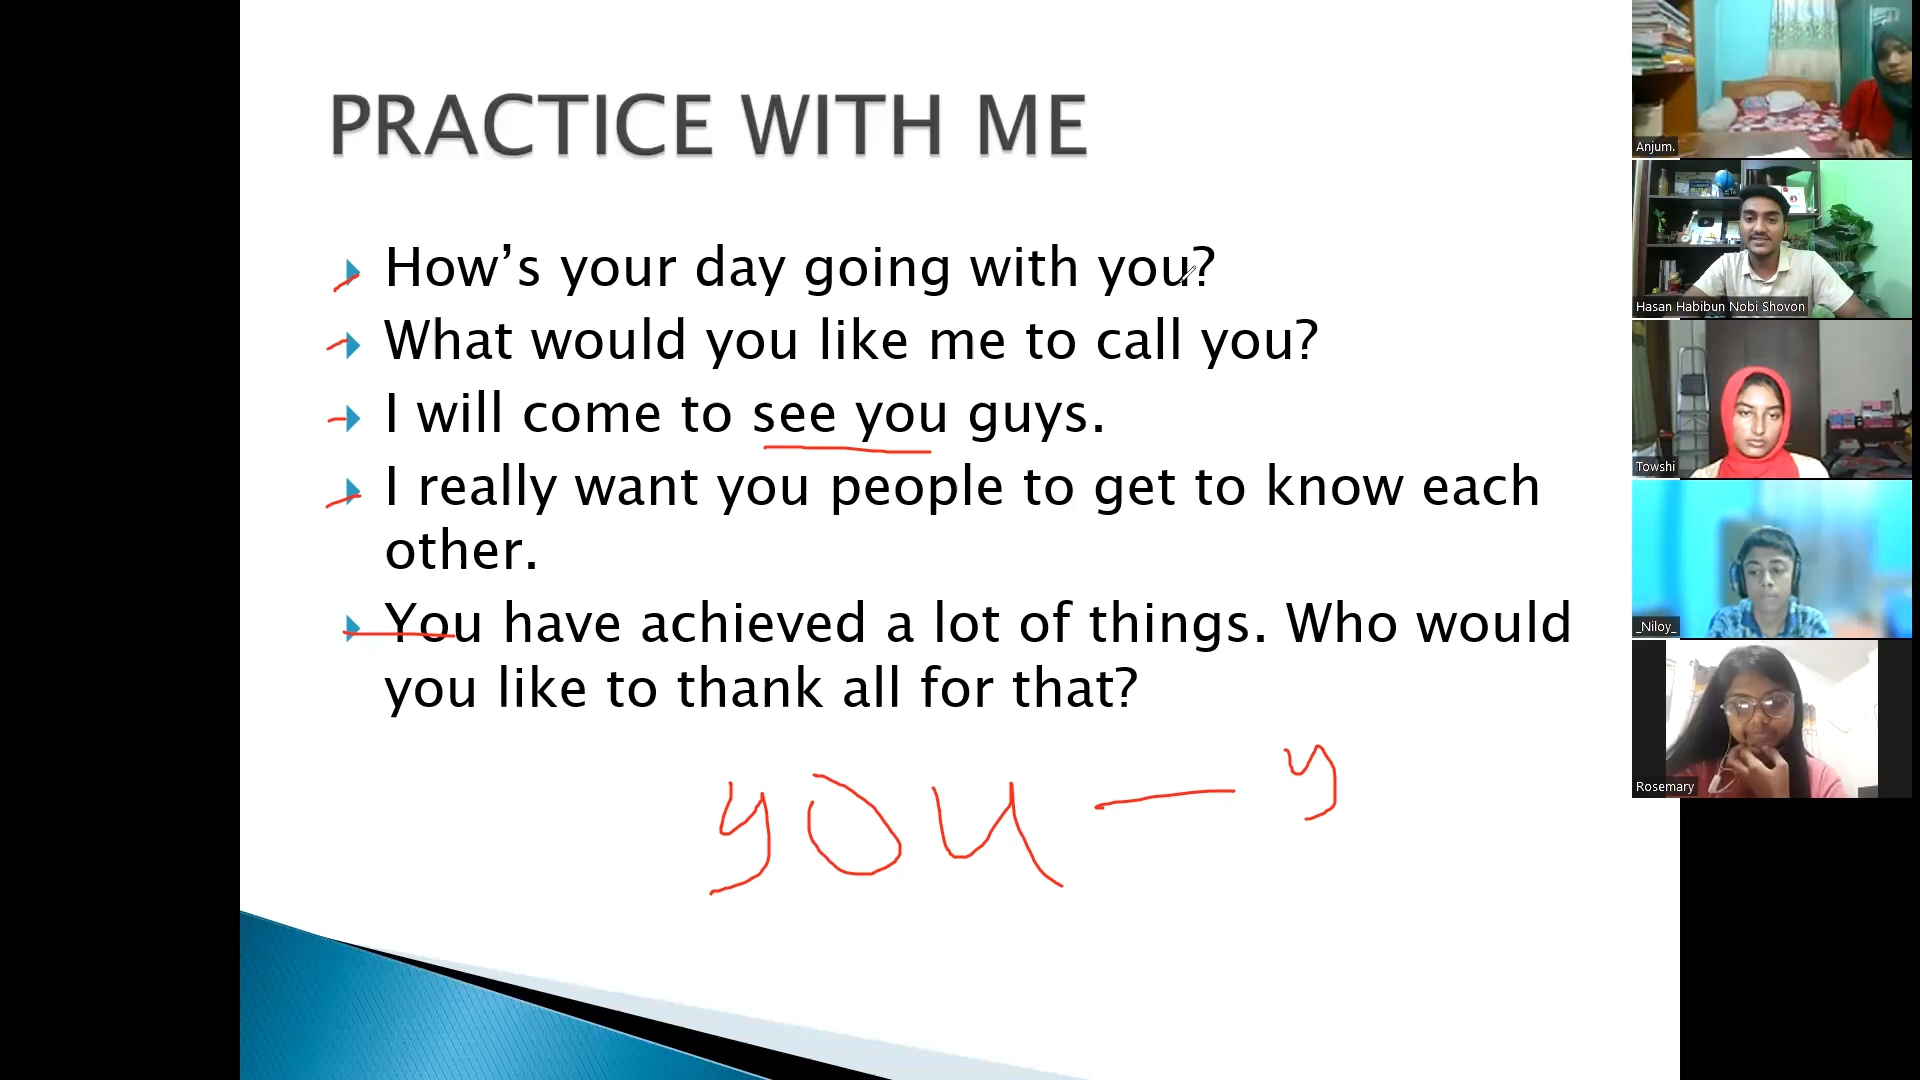 PRACTICE WITH ME
How’s your day going with you?
What would you like me to call you?
I will come to see you guys.
I really want you people to get to know each
other.
You have achieved a lot of things. Who would
you like to thank all for that?
you — y
Anjum.
Hasan Habibun Nobi Shovon
Towshi
_Niloy_
Rosemary